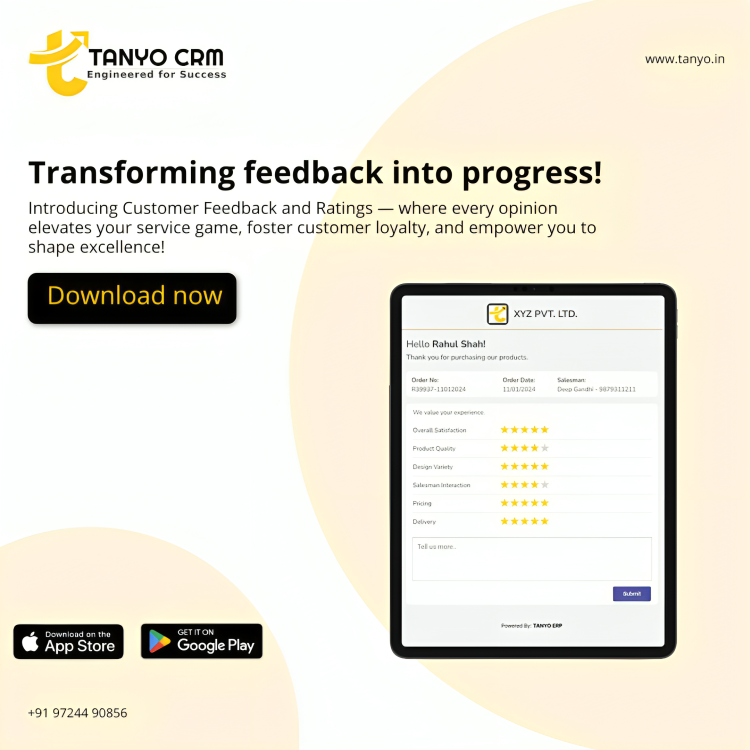 TANYO CRM
Engineered for Success
www.tanyo.in
Transforming feedback into progress!
Introducing Customer Feedback and Ratings — where every opinion
elevates your service game, foster customer loyalty, and empower you to
shape excellence!
Download now
XYZ PVT. LTD.
Hello Rahul Shah!
Thank you for purchasing our products.
Order No: Order Date: Salesman:
R39937-11012024 11/01/2024 Deep Gandhi - 9879311211
We value your experience.
Overall Satisfaction
Product Quality
Design Variety
Salesman Interaction
Pricing
Delivery
Tell us more..
Submit
Powered By: TANYO ERP
Download on the
App Store
GET IT ON
Google Play
+91 97244 90856